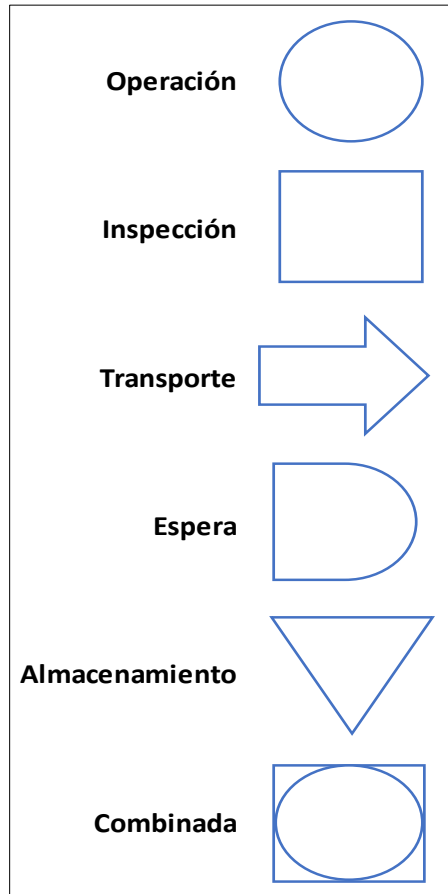 Operación
Inspección
Transporte
Espera
Almacenamiento
Combinada